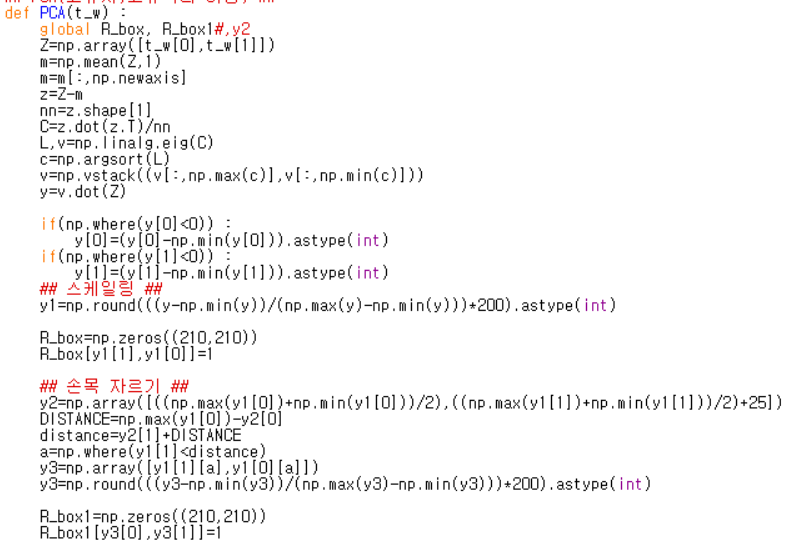 def PCA(t_w) :
    global R_box, R_box1#,y2
    Z=np.array([t_w[0],t_w[1]])
    m=np.mean(Z,1)
    m=m[:,np.newaxis]
    z=Z-m
    nn=z.shape[1]
    C=z.dot(z.T)/nn
    L,v=np.linalg.eig(C)
    c=np.argsort(L)
    v=np.vstack((v[:,np.max(c)],v[:,np.min(c)]))
    y=v.dot(Z)
    if(np.where(y[0]<0)) :
        y[0]=(y[0]-np.min(y[0])).astype(int)
    if(np.where(y[1]<0)) :
        y[1]=(y[1]-np.min(y[1])).astype(int)
    ## 스케일링 ##
    y1=np.round(((y-np.min(y))/(np.max(y)-np.min(y)))*200).astype(int)
    R_box=np.zeros((210,210))
    R_box[y1[1],y1[0]]=1
    ## 손목 자르기 ##
    y2=np.array([((np.max(y1[0])+np.min(y1[0]))/2),((np.max(y1[1])+np.min(y1[1]))/2)+25])
    DISTANCE=np.max(y1[0])-y2[0]
    distance=y2[1]+DISTANCE
    a=np.where(y1[1]<distance)
    y3=np.array([y1[1][a],y1[0][a]])
    y3=np.round(((y3-np.min(y3))/(np.max(y3)-np.min(y3)))*200).astype(int)
    R_box1=np.zeros((210,210))
    R_box1[y3[0],y3[1]]=1